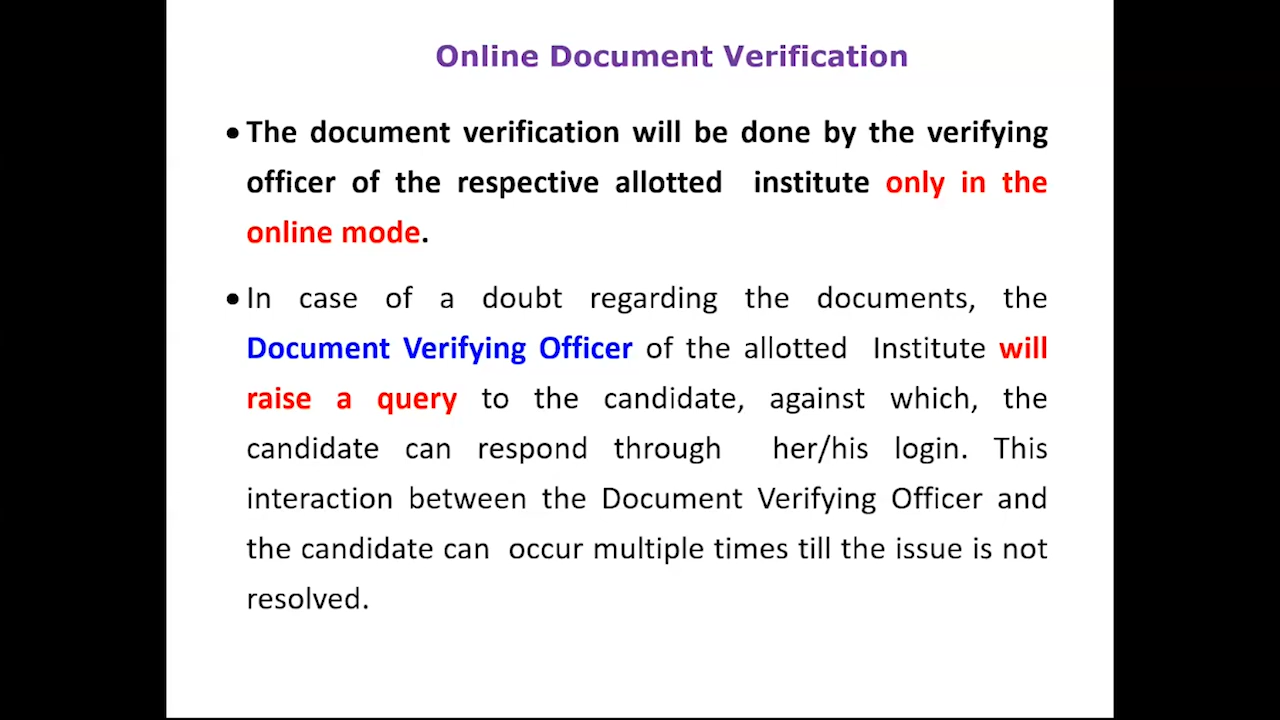 Online Document Verification
• The document verification will be done by the verifying
officer of the respective allotted institute only in the
online mode.
• In case of a doubt regarding the documents, the
Document Verifying Officer of the allotted Institute will
raise a query to the candidate, against which, the
candidate can respond through her/his login. This
interaction between the Document Verifying Officer and
the candidate can occur multiple times till the issue is not
resolved.